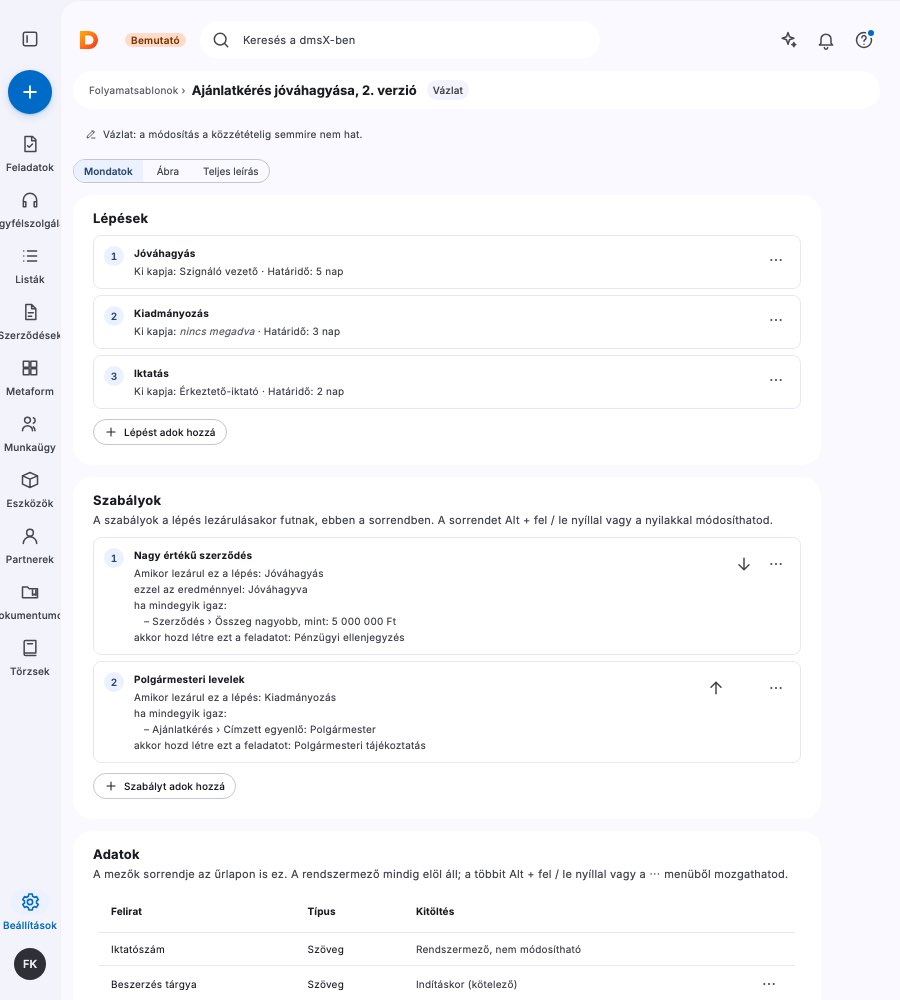 Bemutató
Keresés a dmsX-ben
Folyamatsablonok › Ajánlatkérés jóváhagyása, 2. verzió Vázlat
Vázlat: a módosítás a közzétételig semmire nem hat.
Mondatok Ábra Teljes leírás
Feladatok
gyfélszolgál
Listák
Szerződések
Metaform
Munkaügy
Eszközök
Partnerek
okumentumo
Törzsek
Beállítások
FK
Lépések
1 Jóváhagyás
Ki kapja: Szignáló vezető · Határidő: 5 nap
2 Kiadmányozás
Ki kapja: nincs megadva · Határidő: 3 nap
3 Iktatás
Ki kapja: Érkeztető-iktató · Határidő: 2 nap
+ Lépést adok hozzá
Szabályok
A szabályok a lépés lezárulásakor futnak, ebben a sorrendben. A sorrendet Alt + fel / le nyíllal vagy a nyilakkal módosíthatod.
1 Nagy értékű szerződés
Amikor lezárul ez a lépés: Jóváhagyás
ezzel az eredménnyel: Jóváhagyva
ha mindegyik igaz:
– Szerződés › Összeg nagyobb, mint: 5 000 000 Ft
akkor hozd létre ezt a feladatot: Pénzügyi ellenjegyzés
2 Polgármesteri levelek
Amikor lezárul ez a lépés: Kiadmányozás
ha mindegyik igaz:
– Ajánlatkérés › Címzett egyenlő: Polgármester
akkor hozd létre ezt a feladatot: Polgármesteri tájékoztatás
+ Szabályt adok hozzá
Adatok
A mezők sorrendje az űrlapon is ez. A rendszermező mindig elöl áll; a többit Alt + fel / le nyíllal vagy a ··· menüből mozgathatod.
Felirat Típus Kitöltés
Iktatószám Szöveg Rendszermező, nem módosítható
Beszerzés tárgya Szöveg Indításkor (kötelező)